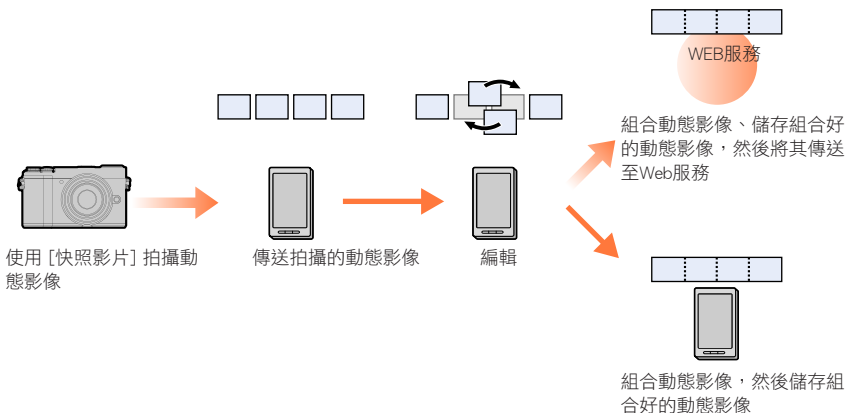 WEB服務
組合動態影像、儲存組合好
的動態影像，然後將其傳送
至Web服務
使用 [快照影片] 拍攝動
態影像
傳送拍攝的動態影像
編輯
組合動態影像，然後儲存組
合好的動態影像